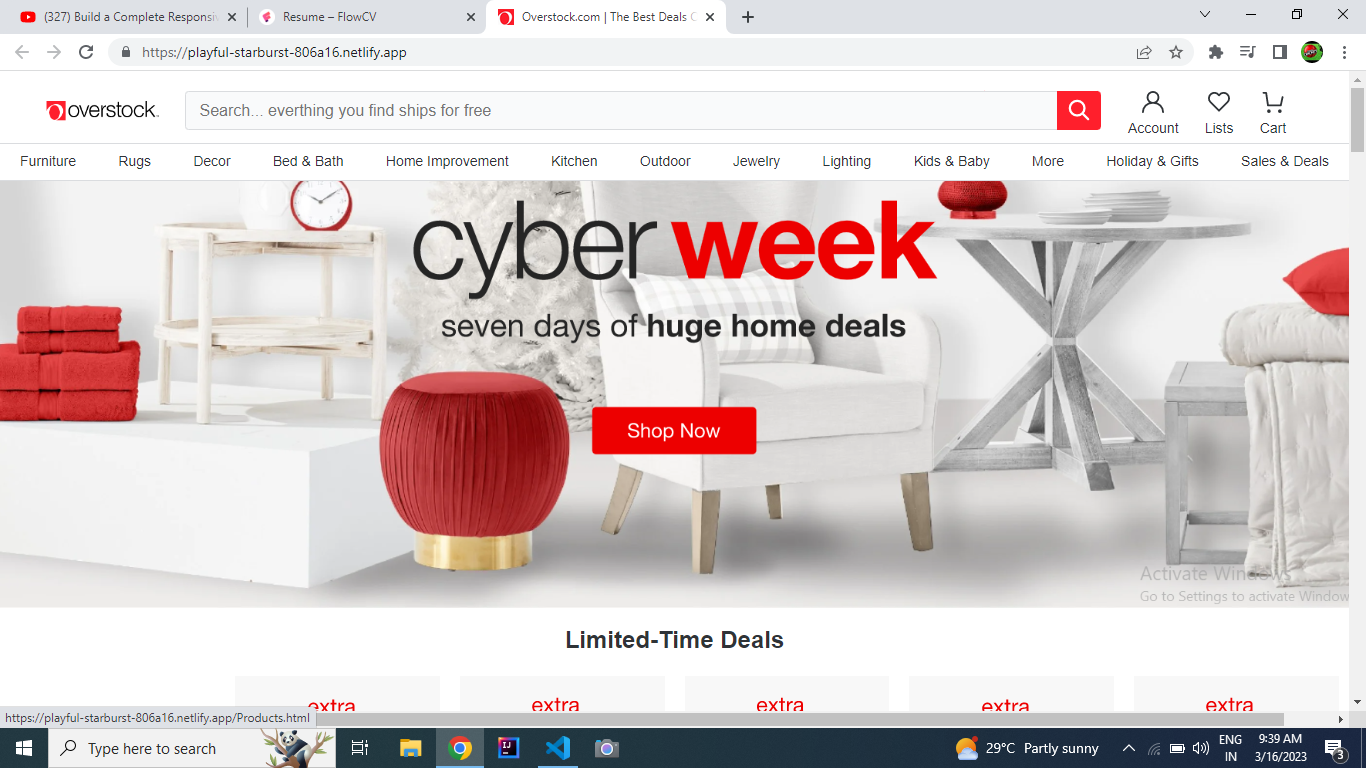 (327) Build a Complete Responsiv
Resume – FlowCV
Overstock.com | The Best Deals O
https://playful-starburst-806a16.netlify.app
overstock.
Search... everthing you find ships for free
Account
Lists
Cart
Furniture
Rugs
Decor
Bed & Bath
Home Improvement
Kitchen
Outdoor
Jewelry
Lighting
Kids & Baby
More
Holiday & Gifts
Sales & Deals
cyber week
seven days of huge home deals
Shop Now
Activate Windows
Go to Settings to activate Window
Limited-Time Deals
extra
extra
extra
extra
extra
https://playful-starburst-806a16.netlify.app/Products.html
Type here to search
29°C Partly sunny
ENG
IN
9:39 AM
3/16/2023
3